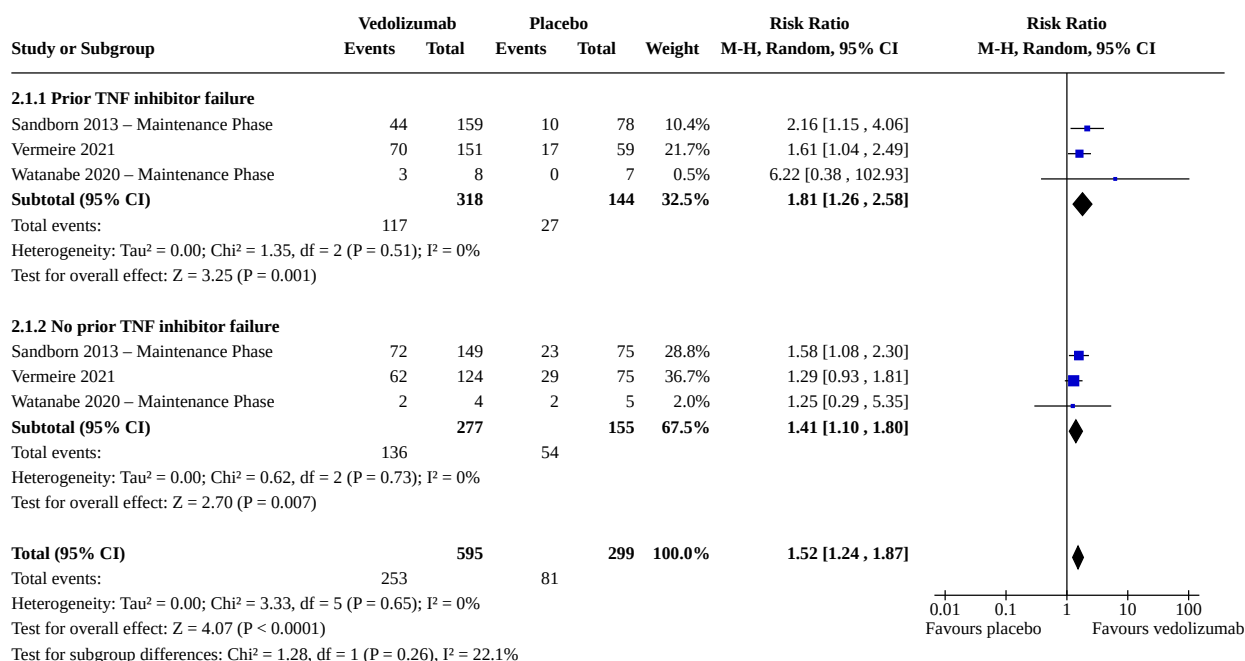 Vedolizumab Placebo Risk Ratio Risk Ratio
Study or Subgroup Events Total Events Total Weight M-H, Random, 95% CI M-H, Random, 95% CI
2.1.1 Prior TNF inhibitor failure
Sandborn 2013 – Maintenance Phase 44 159 10 78 10.4% 2.16 [1.15 , 4.06]
Vermeire 2021 70 151 17 59 21.7% 1.61 [1.04 , 2.49]
Watanabe 2020 – Maintenance Phase 3 8 0 7 0.5% 6.22 [0.38 , 102.93]
Subtotal (95% CI) 318 144 32.5% 1.81 [1.26 , 2.58]
Total events: 117 27
Heterogeneity: Tau² = 0.00; Chi² = 1.35, df = 2 (P = 0.51); I² = 0%
Test for overall effect: Z = 3.25 (P = 0.001)
2.1.2 No prior TNF inhibitor failure
Sandborn 2013 – Maintenance Phase 72 149 23 75 28.8% 1.58 [1.08 , 2.30]
Vermeire 2021 62 124 29 75 36.7% 1.29 [0.93 , 1.81]
Watanabe 2020 – Maintenance Phase 2 4 2 5 2.0% 1.25 [0.29 , 5.35]
Subtotal (95% CI) 277 155 67.5% 1.41 [1.10 , 1.80]
Total events: 136 54
Heterogeneity: Tau² = 0.00; Chi² = 0.62, df = 2 (P = 0.73); I² = 0%
Test for overall effect: Z = 2.70 (P = 0.007)
Total (95% CI) 595 299 100.0% 1.52 [1.24 , 1.87]
Total events: 253 81
Heterogeneity: Tau² = 0.00; Chi² = 3.33, df = 5 (P = 0.65); I² = 0%
Test for overall effect: Z = 4.07 (P < 0.0001)
Test for subgroup differences: Chi² = 1.28, df = 1 (P = 0.26), I² = 22.1%
0.01 0.1 1 10 100
Favours placebo Favours vedolizumab